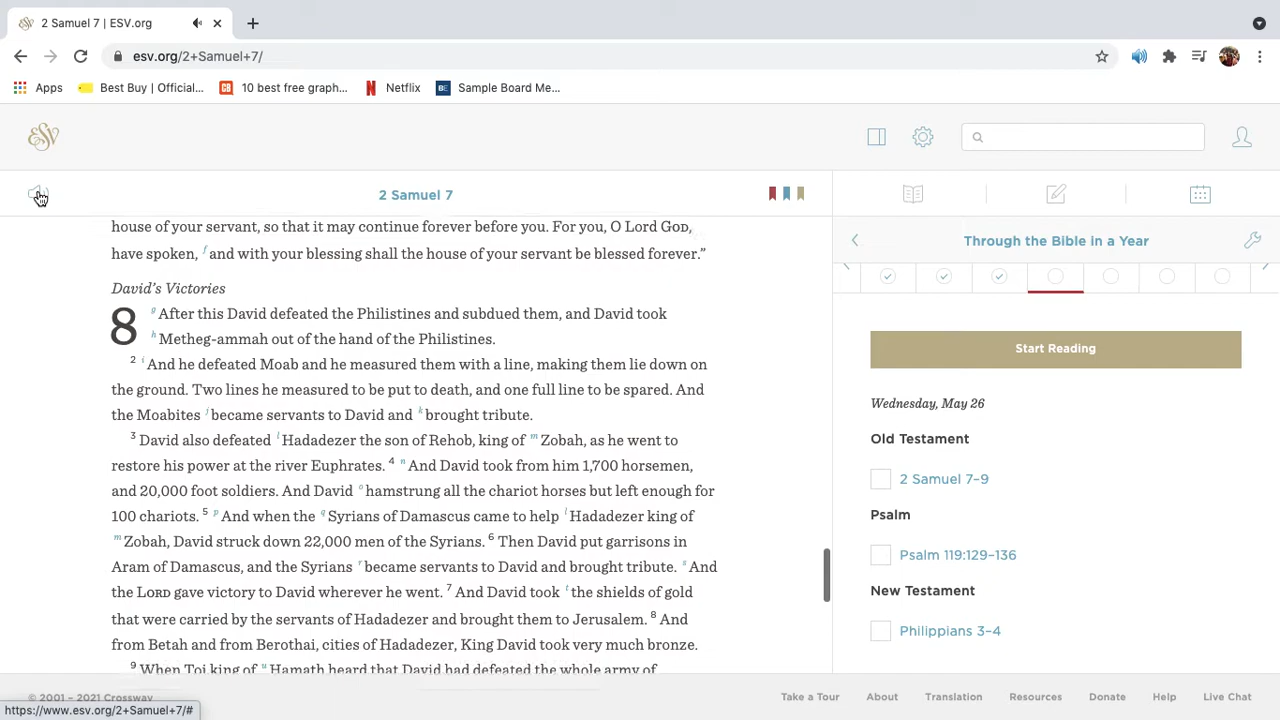 2 Samuel 7 | ESV.org
esv.org/2+Samuel+7/
Apps
Best Buy | Official...
CB
10 best free graph...
Netflix
BE
Sample Board Me...
ESV
2 Samuel 7
house of your servant, so that it may continue forever before you. For you, O Lord GOD,
have spoken, f and with your blessing shall the house of your servant be blessed forever.”
David’s Victories
8 g After this David defeated the Philistines and subdued them, and David took
h Metheg-ammah out of the hand of the Philistines.
2 i And he defeated Moab and he measured them with a line, making them lie down on
the ground. Two lines he measured to be put to death, and one full line to be spared. And
the Moabites j became servants to David and k brought tribute.
3 David also defeated l Hadadezer the son of Rehob, king of m Zobah, as he went to
restore his power at the river Euphrates. 4 n And David took from him 1,700 horsemen,
and 20,000 foot soldiers. And David o hamstrung all the chariot horses but left enough for
100 chariots. 5 p And when the q Syrians of Damascus came to help l Hadadezer king of
m Zobah, David struck down 22,000 men of the Syrians. 6 Then David put garrisons in
Aram of Damascus, and the Syrians r became servants to David and brought tribute. s And
the LORD gave victory to David wherever he went. 7 And David took t the shields of gold
that were carried by the servants of Hadadezer and brought them to Jerusalem. 8 And
from Betah and from Berothai, cities of Hadadezer, King David took very much bronze.
9 When Toi king of u Hamath heard that David had defeated the whole army of
Through the Bible in a Year
Start Reading
Wednesday, May 26
Old Testament
2 Samuel 7–9
Psalm
Psalm 119:129–136
New Testament
Philippians 3–4
© 2001 – 2021 Crossway
Take a Tour
About
Translation
Resources
Donate
Help
Live Chat
https://www.esv.org/2+Samuel+7/#